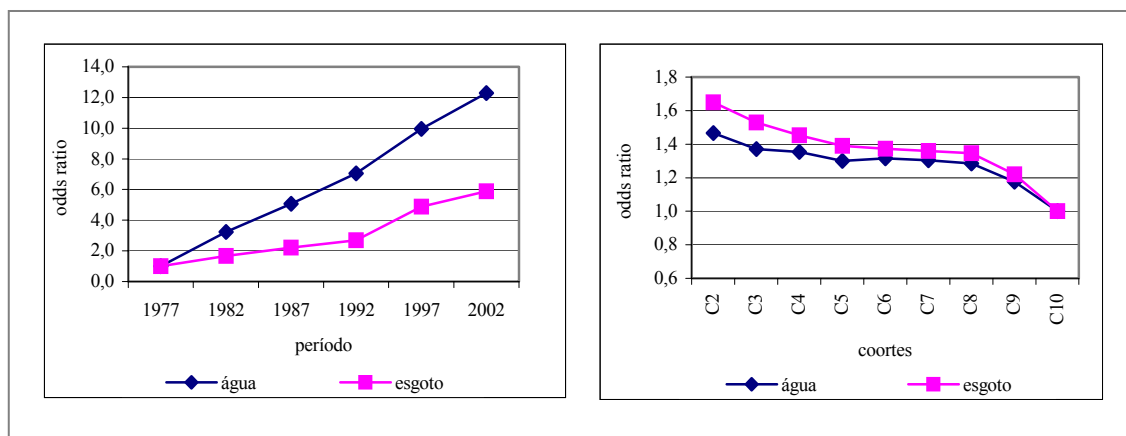 odds ratio
14,0
12,0
10,0
8,0
6,0
4,0
2,0
0,0
1977 1982 1987 1992 1997 2002
período
água esgoto
odds ratio
1,8
1,6
1,4
1,2
1,0
0,8
0,6
C2 C3 C4 C5 C6 C7 C8 C9 C10
coortes
água esgoto